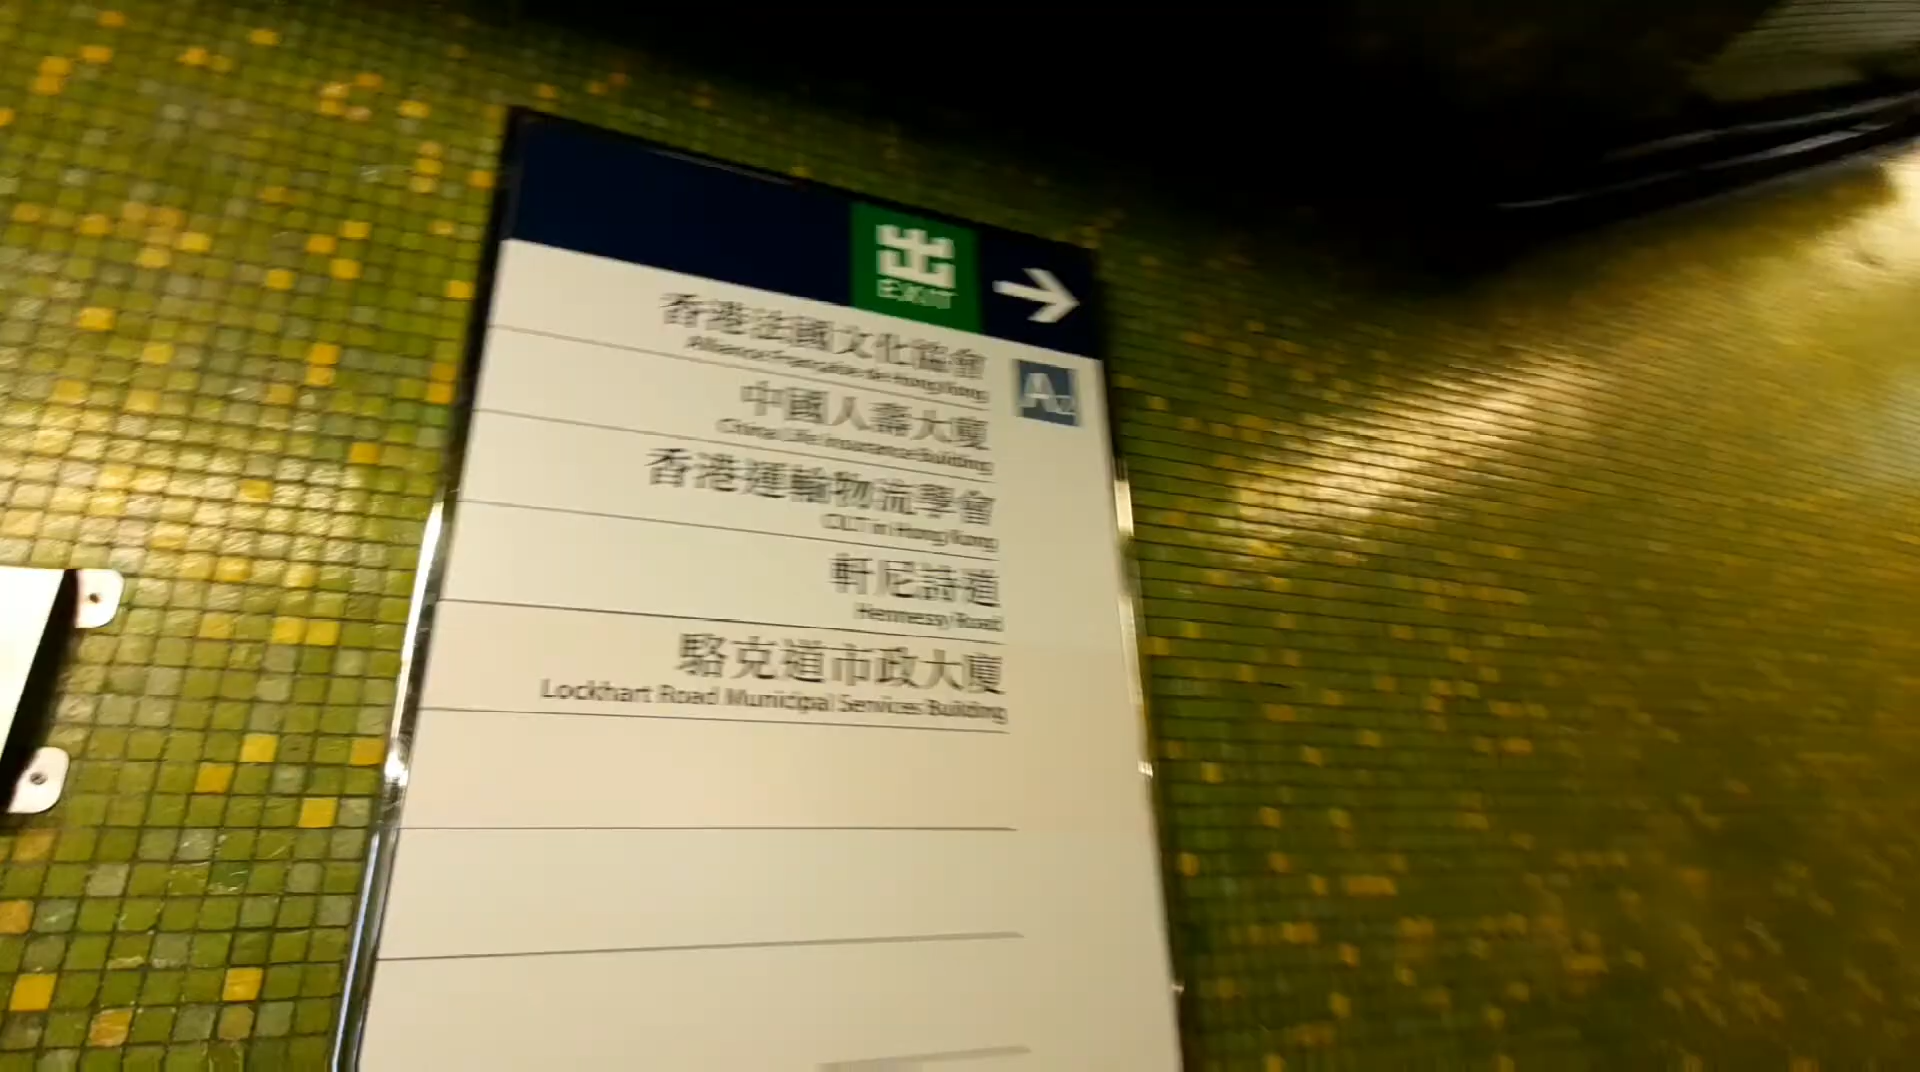 出
EXIT
香港法國文化協會
Alliance Française de Hong Kong
A
中國人壽大廈
China Life Insurance Building
香港運輸物流學會
CILT in Hong Kong
軒尼詩道
Hennessy Road
駱克道市政大廈
Lockhart Road Municipal Services Building